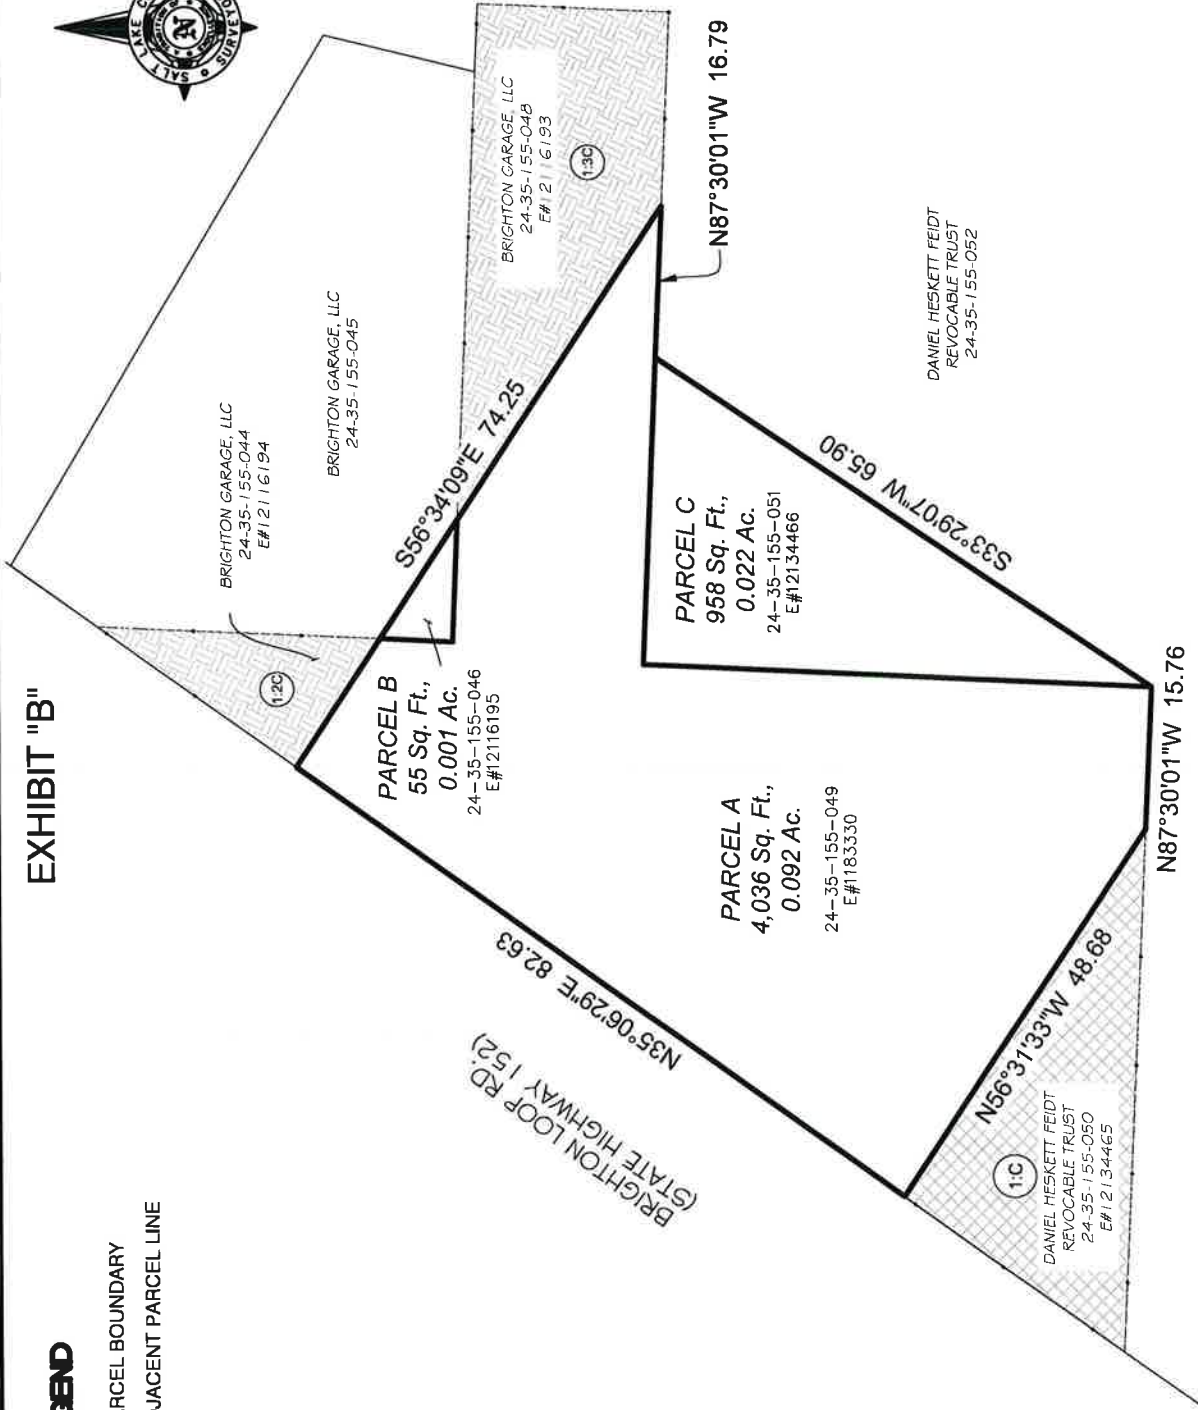 EXHIBIT "B"
SALT LAKE C
SURVEYO
GEND
RCEL BOUNDARY
JACENT PARCEL LINE
BRIGHTON GARAGE, LLC
24-35-155-044
E#12116194
BRIGHTON GARAGE, LLC
24-35-155-045
BRIGHTON GARAGE, LLC
24-35-155-048
E#12116193
1:2C
1:3C
S56°34'09"E 74.25
N87°30'01"W 16.79
PARCEL B
55 Sq. Ft.,
0.001 Ac.
24-35-155-046
E#12116195
PARCEL C
958 Sq. Ft.,
0.022 Ac.
24-35-155-051
E#12134466
DANIEL HESKETT FEIDT
REVOCABLE TRUST
24-35-155-052
S33°29'07"W 65.90
PARCEL A
4,036 Sq. Ft.,
0.092 Ac.
24-35-155-049
E#1183330
N35°06'29"E 82.63
BRIGHTON LOOP RD.
(STATE HIGHWAY 152)
N56°31'33"W 48.68
N87°30'01"W 15.76
1:C
DANIEL HESKETT FEIDT
REVOCABLE TRUST
24-35-155-050
E#12134465